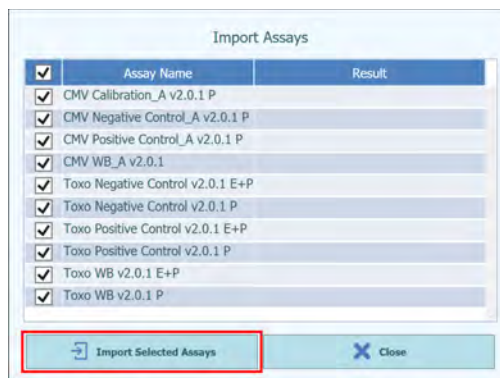 Import Assays
Assay Name Result
CMV Calibration_A v2.0.1 P
CMV Negative Control_A v2.0.1 P
CMV Positive Control_A v2.0.1 P
CMV WB_A v2.0.1
Toxo Negative Control v2.0.1 E+P
Toxo Negative Control v2.0.1 P
Toxo Positive Control v2.0.1 E+P
Toxo Positive Control v2.0.1 P
Toxo WB v2.0.1 E+P
Toxo WB v2.0.1 P
Import Selected Assays Close